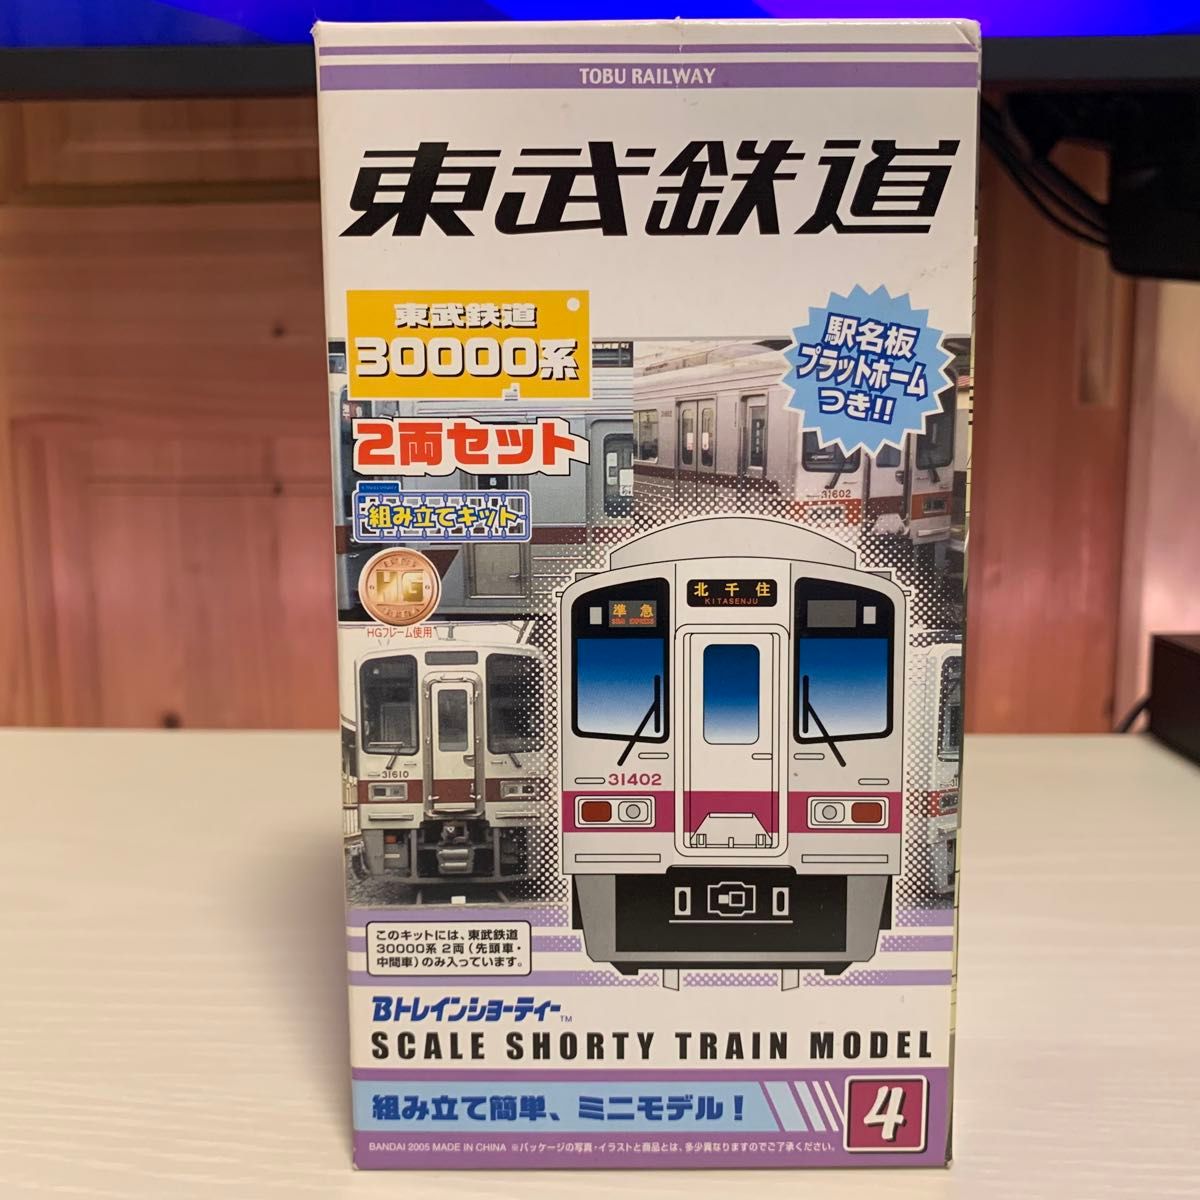 TOBU RAILWAY
東武鉄道
東武鉄道
30000系
2両セット
組み立てキット
HG
HGフレーム使用
駅名板
プラットホーム
つき!!
31602
北千住
KITASENJU
準急
SEMI EXPRESS
31610
31402
このキットには、東武鉄道
30000系 2両(先頭車・
中間車)のみ入っています。
Bトレインショーティー™
SCALE SHORTY TRAIN MODEL
組み立て簡単、ミニモデル!
4
BANDAI 2005 MADE IN CHINA ※パッケージの写真・イラストと商品とは、多少異なりますのでご了承ください。